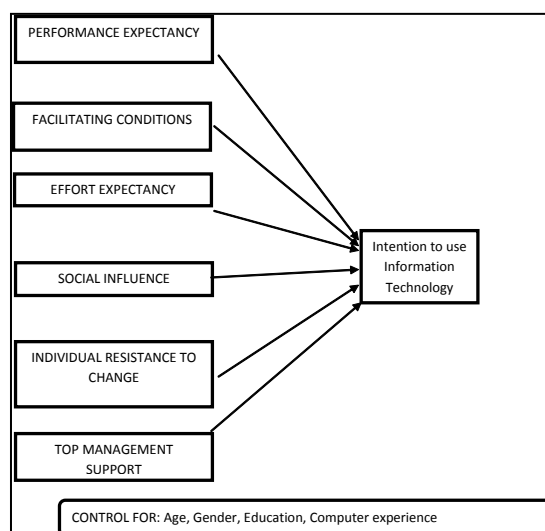 PERFORMANCE EXPECTANCY
FACILITATING CONDITIONS
EFFORT EXPECTANCY
SOCIAL INFLUENCE
INDIVIDUAL RESISTANCE TO
CHANGE
TOP MANAGEMENT
SUPPORT
Intention to use
Information
Technology
CONTROL FOR: Age, Gender, Education, Computer experience